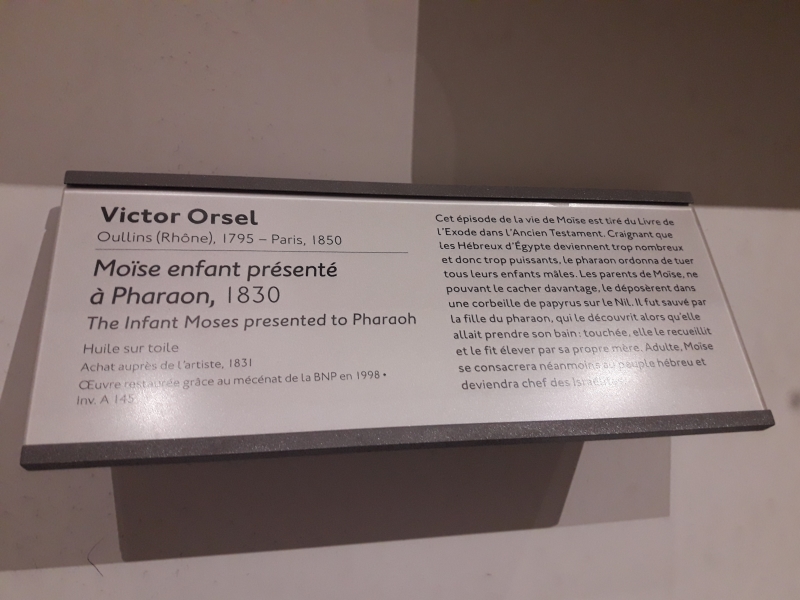 Victor Orsel
Oullins (Rhône), 1795 – Paris, 1850
Moïse enfant présenté
à Pharaon, 1830
The Infant Moses presented to Pharaoh
Huile sur toile
Achat auprès de l'artiste, 1831
Œuvre restaurée grâce au mécénat de la BNP en 1998 •
Inv. A 145
Cet épisode de la vie de Moïse est tiré du Livre de
l'Exode dans l'Ancien Testament. Craignant que
les Hébreux d'Égypte deviennent trop nombreux
et donc trop puissants, le pharaon ordonna de tuer
tous leurs enfants mâles. Les parents de Moïse, ne
pouvant le cacher davantage, le déposèrent dans
une corbeille de papyrus sur le Nil. Il fut sauvé par
la fille du pharaon, qui le découvrit alors qu'elle
allait prendre son bain : touchée, elle le recueillit
et le fit élever par sa propre mère. Adulte, Moïse
se consacrera néanmoins au peuple hébreu et
deviendra chef des Israélites